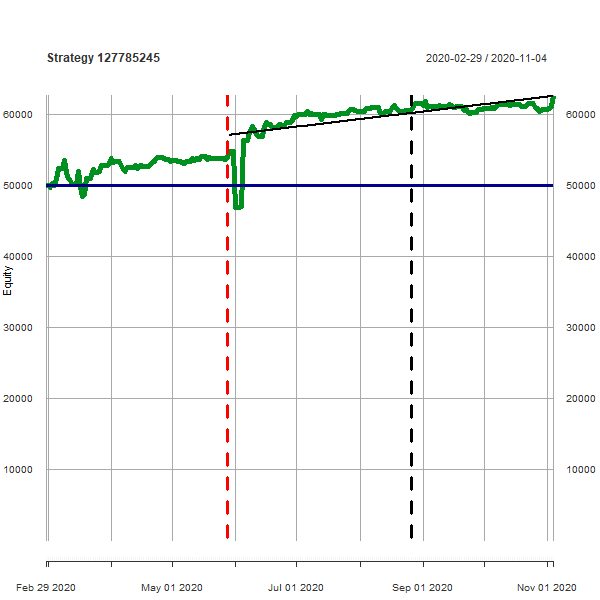 Strategy 127785245
2020-02-29 / 2020-11-04
60000
60000
50000
50000
40000
40000
Equity
30000
30000
20000
20000
10000
10000
Feb 29 2020
May 01 2020
Jul 01 2020
Sep 01 2020
Nov 01 2020